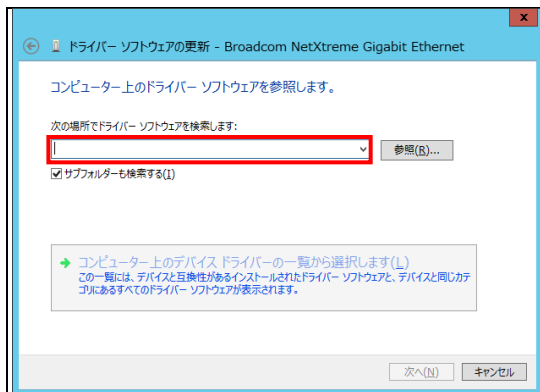 ドライバー ソフトウェアの更新 - Broadcom NetXtreme Gigabit Ethernet
コンピューター上のドライバー ソフトウェアを参照します。
次の場所でドライバー ソフトウェアを検索します:
参照(R)...
サブフォルダーも検索する(I)
コンピューター上のデバイス ドライバーの一覧から選択します(L)
この一覧には、デバイスと互換性があるインストールされたドライバー ソフトウェアと、デバイスと同じカテ
ゴリにあるすべてのドライバー ソフトウェアが表示されます。
次へ(N) キャンセル